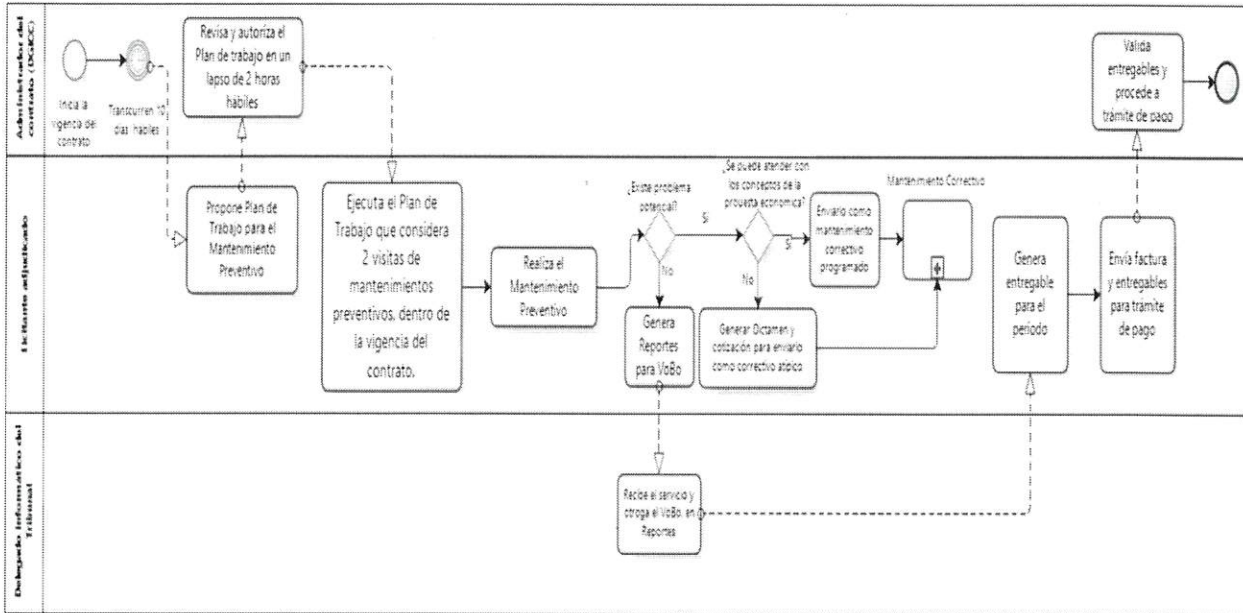 Administrador del
contrato (DGICC)
Inicia la
vigencia del
contrato
Transcurren 10
días hábiles
Revisa y autoriza el
Plan de trabajo en un
lapso de 2 horas
hábiles
Valida
entregables y
procede a
trámite de pago
Licitante adjudicado
Propone Plan de
Trabajo para el
Mantenimiento
Preventivo
Ejecuta el Plan de
Trabajo que considera
2 visitas de
mantenimientos
preventivos, dentro de
la vigencia del
contrato.
Realiza el
Mantenimiento
Preventivo
¿Existe problema
potencial?
Si
No
Genera
Reportes
para VoBo
¿Se puede atender con
los conceptos de la
propuesta económica?
Si
No
Generar Dictamen y
cotización para enviarlo
como correctivo atípico
Enviarlo como
mantenimiento
correctivo
programado
Mantenimiento Correctivo
Genera
entregable
para el
periodo
Envía factura
y entregables
para trámite
de pago
Delegado Informático del
Tribunal
Recibe el servicio y
otroga el VoBo. en
Reportes